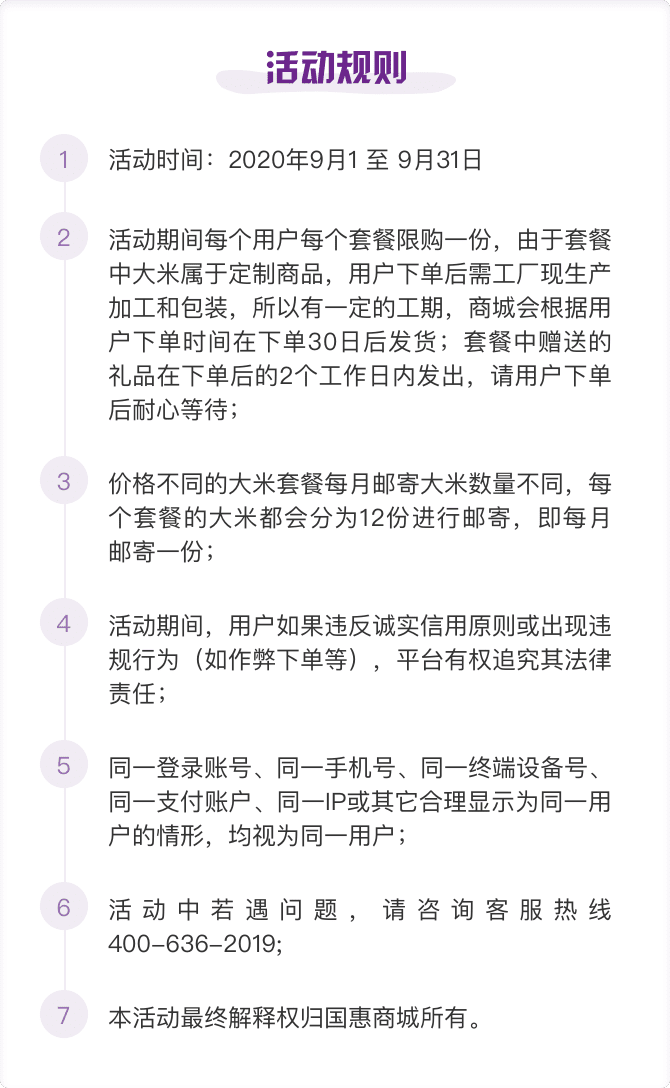 活动规则
1
活动时间：2020年9月1 至 9月31日
2
活动期间每个用户每个套餐限购一份，由于套餐
中大米属于定制商品，用户下单后需工厂现生产
加工和包装，所以有一定的工期，商城会根据用
户下单时间在下单30日后发货；套餐中赠送的
礼品在下单后的2个工作日内发出，请用户下单
后耐心等待；
3
价格不同的大米套餐每月邮寄大米数量不同，每
个套餐的大米都会分为12份进行邮寄，即每月
邮寄一份；
4
活动期间，用户如果违反诚实信用原则或出现违
规行为（如作弊下单等），平台有权追究其法律
责任；
5
同一登录账号、同一手机号、同一终端设备号、
同一支付账户、同一IP或其它合理显示为同一用
户的情形，均视为同一用户；
6
活动中若遇问题，请咨询客服热线
400-636-2019;
7
本活动最终解释权归国惠商城所有。